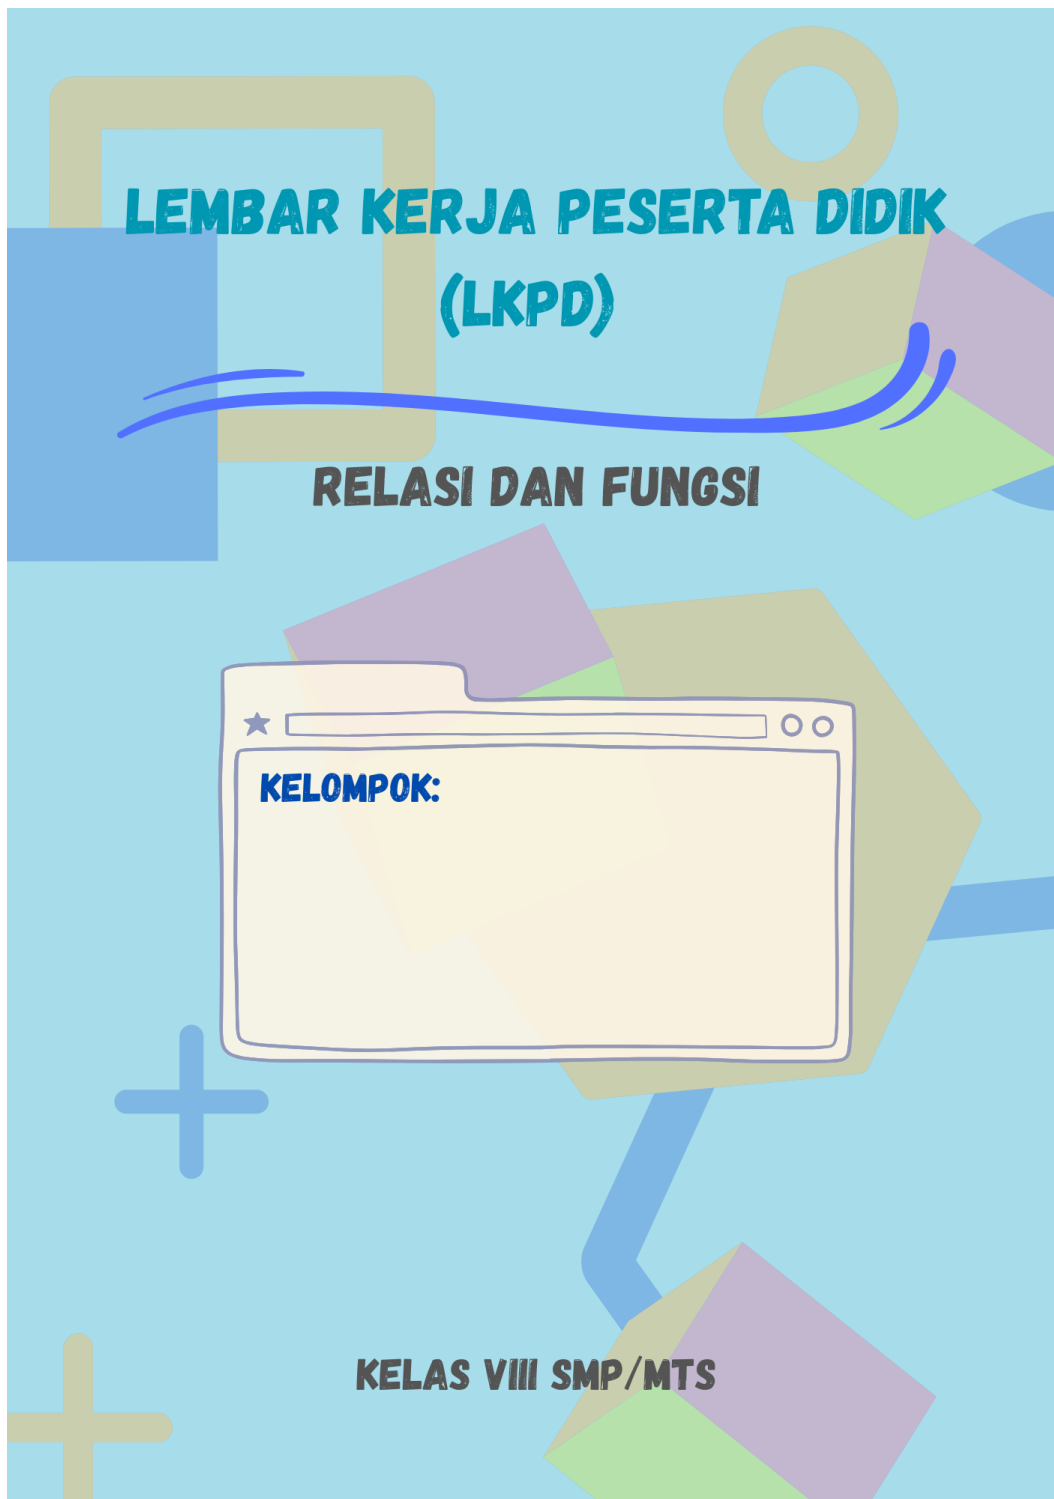 LEMBAR KERJA PESERTA DIDIK
(LKPD)
RELASI DAN FUNGSI
KELOMPOK:
KELAS VIII SMP/MTS